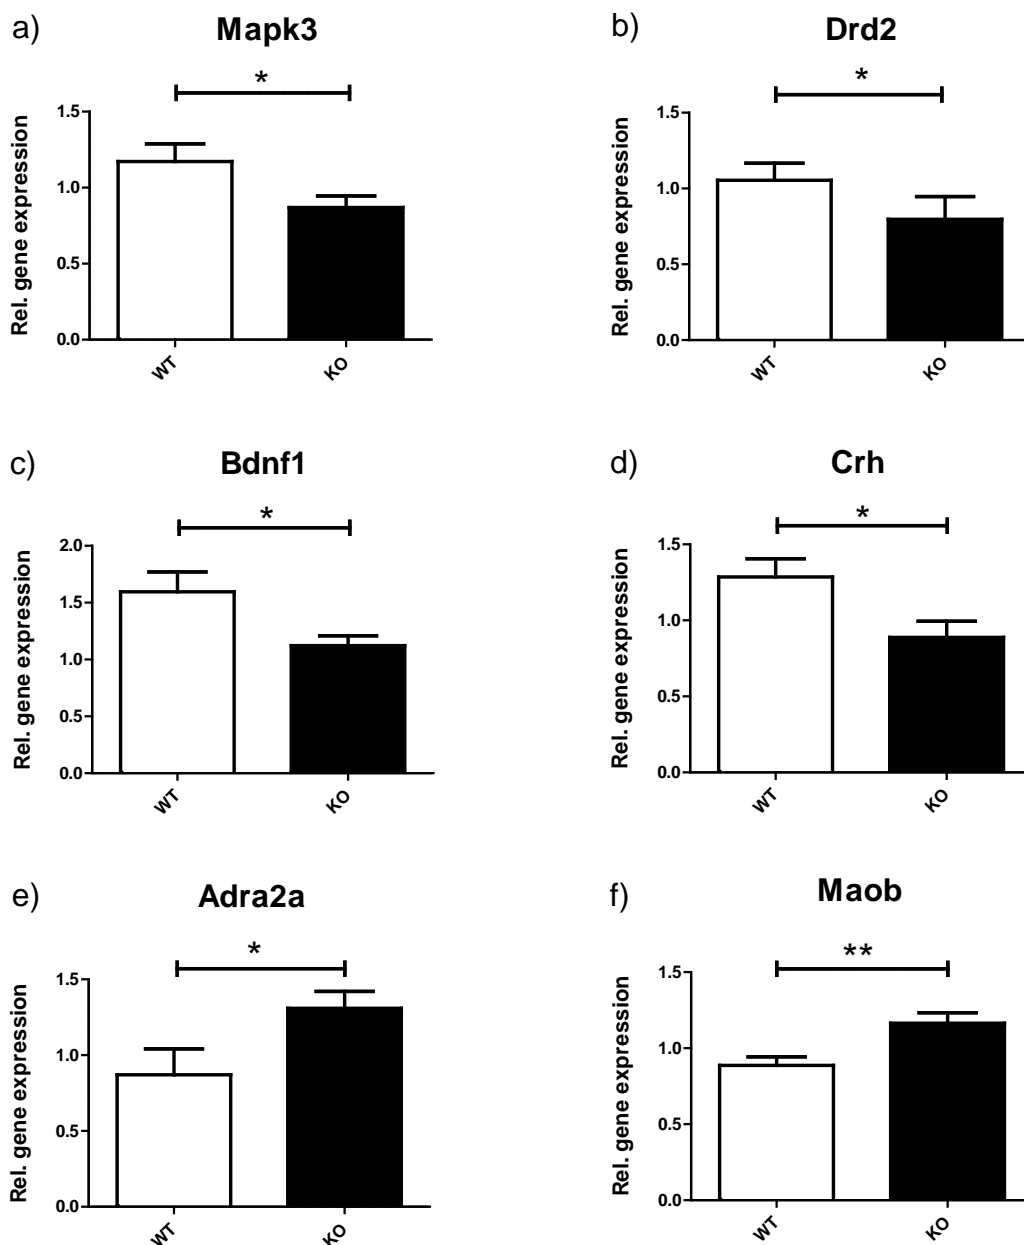 a)
Mapk3
*
Rel. gene expression
1.5
1.0
0.5
0.0
WT
KO
b)
Drd2
*
Rel. gene expression
1.5
1.0
0.5
0.0
WT
KO
c)
Bdnf1
*
Rel. gene expression
2.0
1.5
1.0
0.5
0.0
WT
KO
d)
Crh
*
Rel. gene expression
1.5
1.0
0.5
0.0
WT
KO
e)
Adra2a
*
Rel. gene expression
1.5
1.0
0.5
0.0
WT
KO
f)
Maob
**
Rel. gene expression
1.5
1.0
0.5
0.0
WT
KO